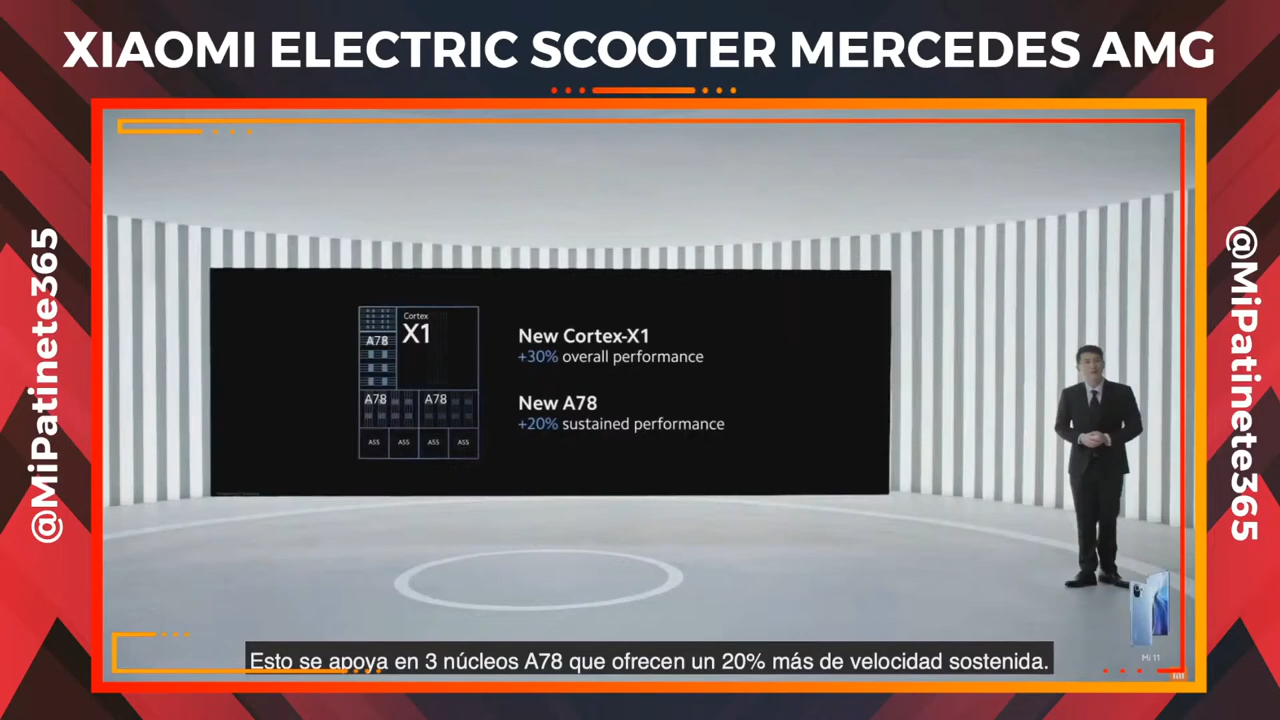 XIAOMI ELECTRIC SCOOTER MERCEDES AMG
@MiPatinete365
@MiPatinete365
Cortex
X1
A78
A78
A78
A55
A55
A55
A55
New Cortex-X1
+30% overall performance
New A78
+20% sustained performance
Mi 11
Esto se apoya en 3 núcleos A78 que ofrecen un 20% más de velocidad sostenida.